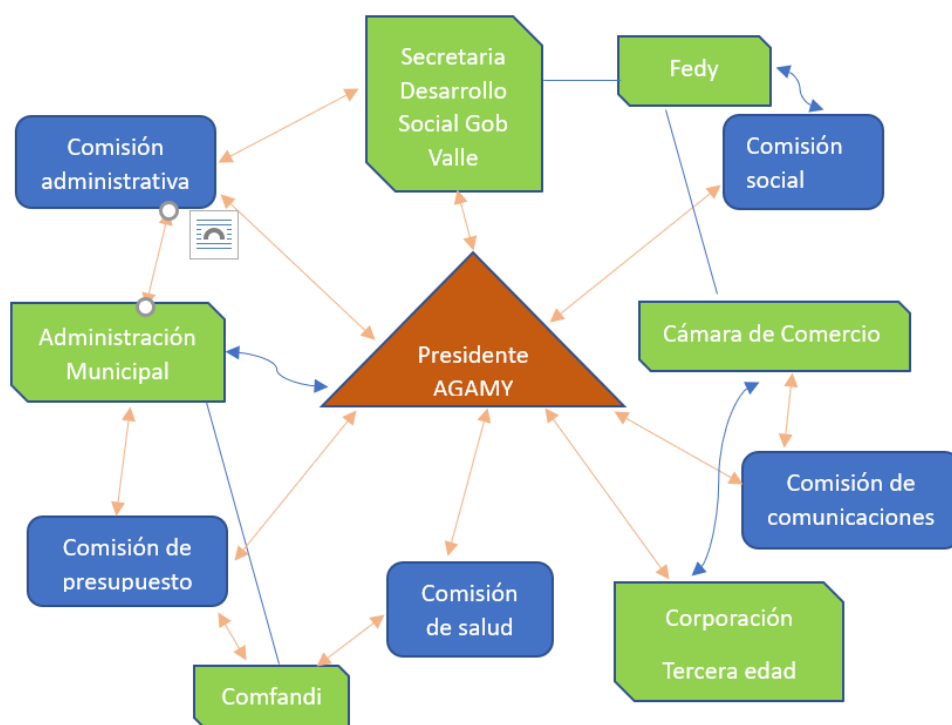 Secretaria
Desarrollo
Social Gob
Valle
Fedy
Comisión
administrativa
Comisión
social
Administración
Municipal
Presidente
AGAMY
Cámara de Comercio
Comisión de
presupuesto
Comisión
de salud
Comisión de
comunicaciones
Corporación
Tercera edad
Comfandi